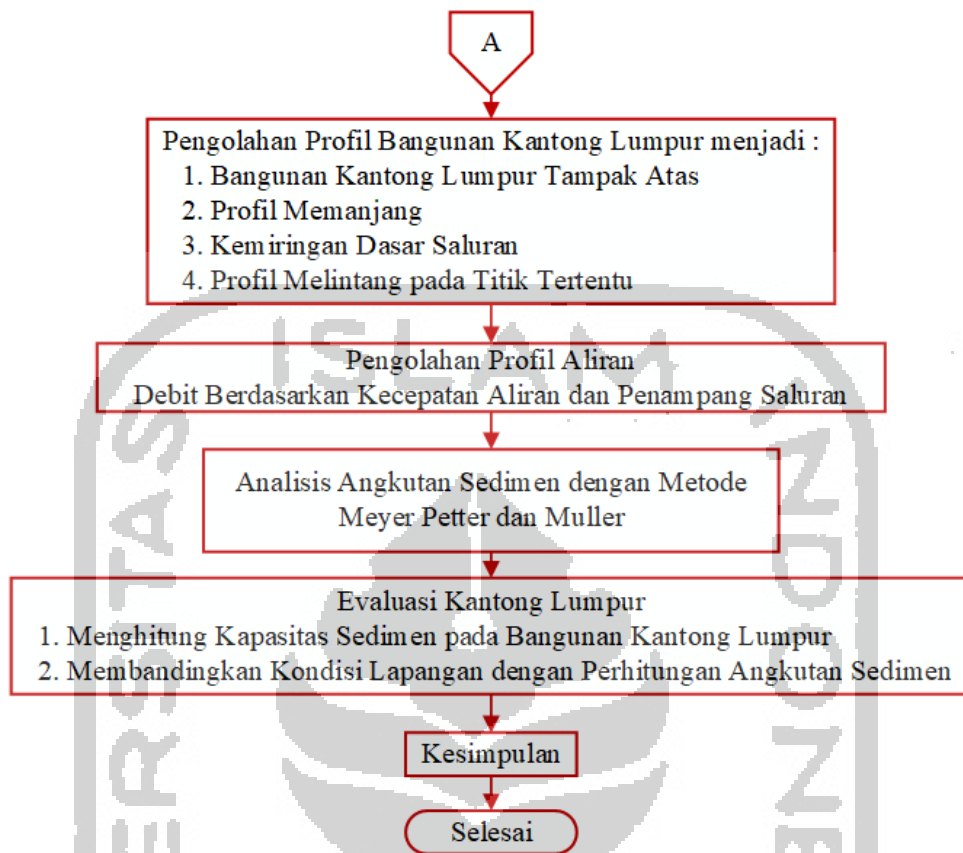 A
Pengolahan Profil Bangunan Kantong Lumpur menjadi :
1. Bangunan Kantong Lumpur Tampak Atas
2. Profil Memanjang
3. Kemiringan Dasar Saluran
4. Profil Melintang pada Titik Tertentu
ISLAM
Pengolahan Profil Aliran
Debit Berdasarkan Kecepatan Aliran dan Penampang Saluran
Analisis Angkutan Sedimen dengan Metode
Meyer Petter dan Muller
Evaluasi Kantong Lumpur
1. Menghitung Kapasitas Sedimen pada Bangunan Kantong Lumpur
2. Membandingkan Kondisi Lapangan dengan Perhitungan Angkutan Sedimen
Kesimpulan
Selesai